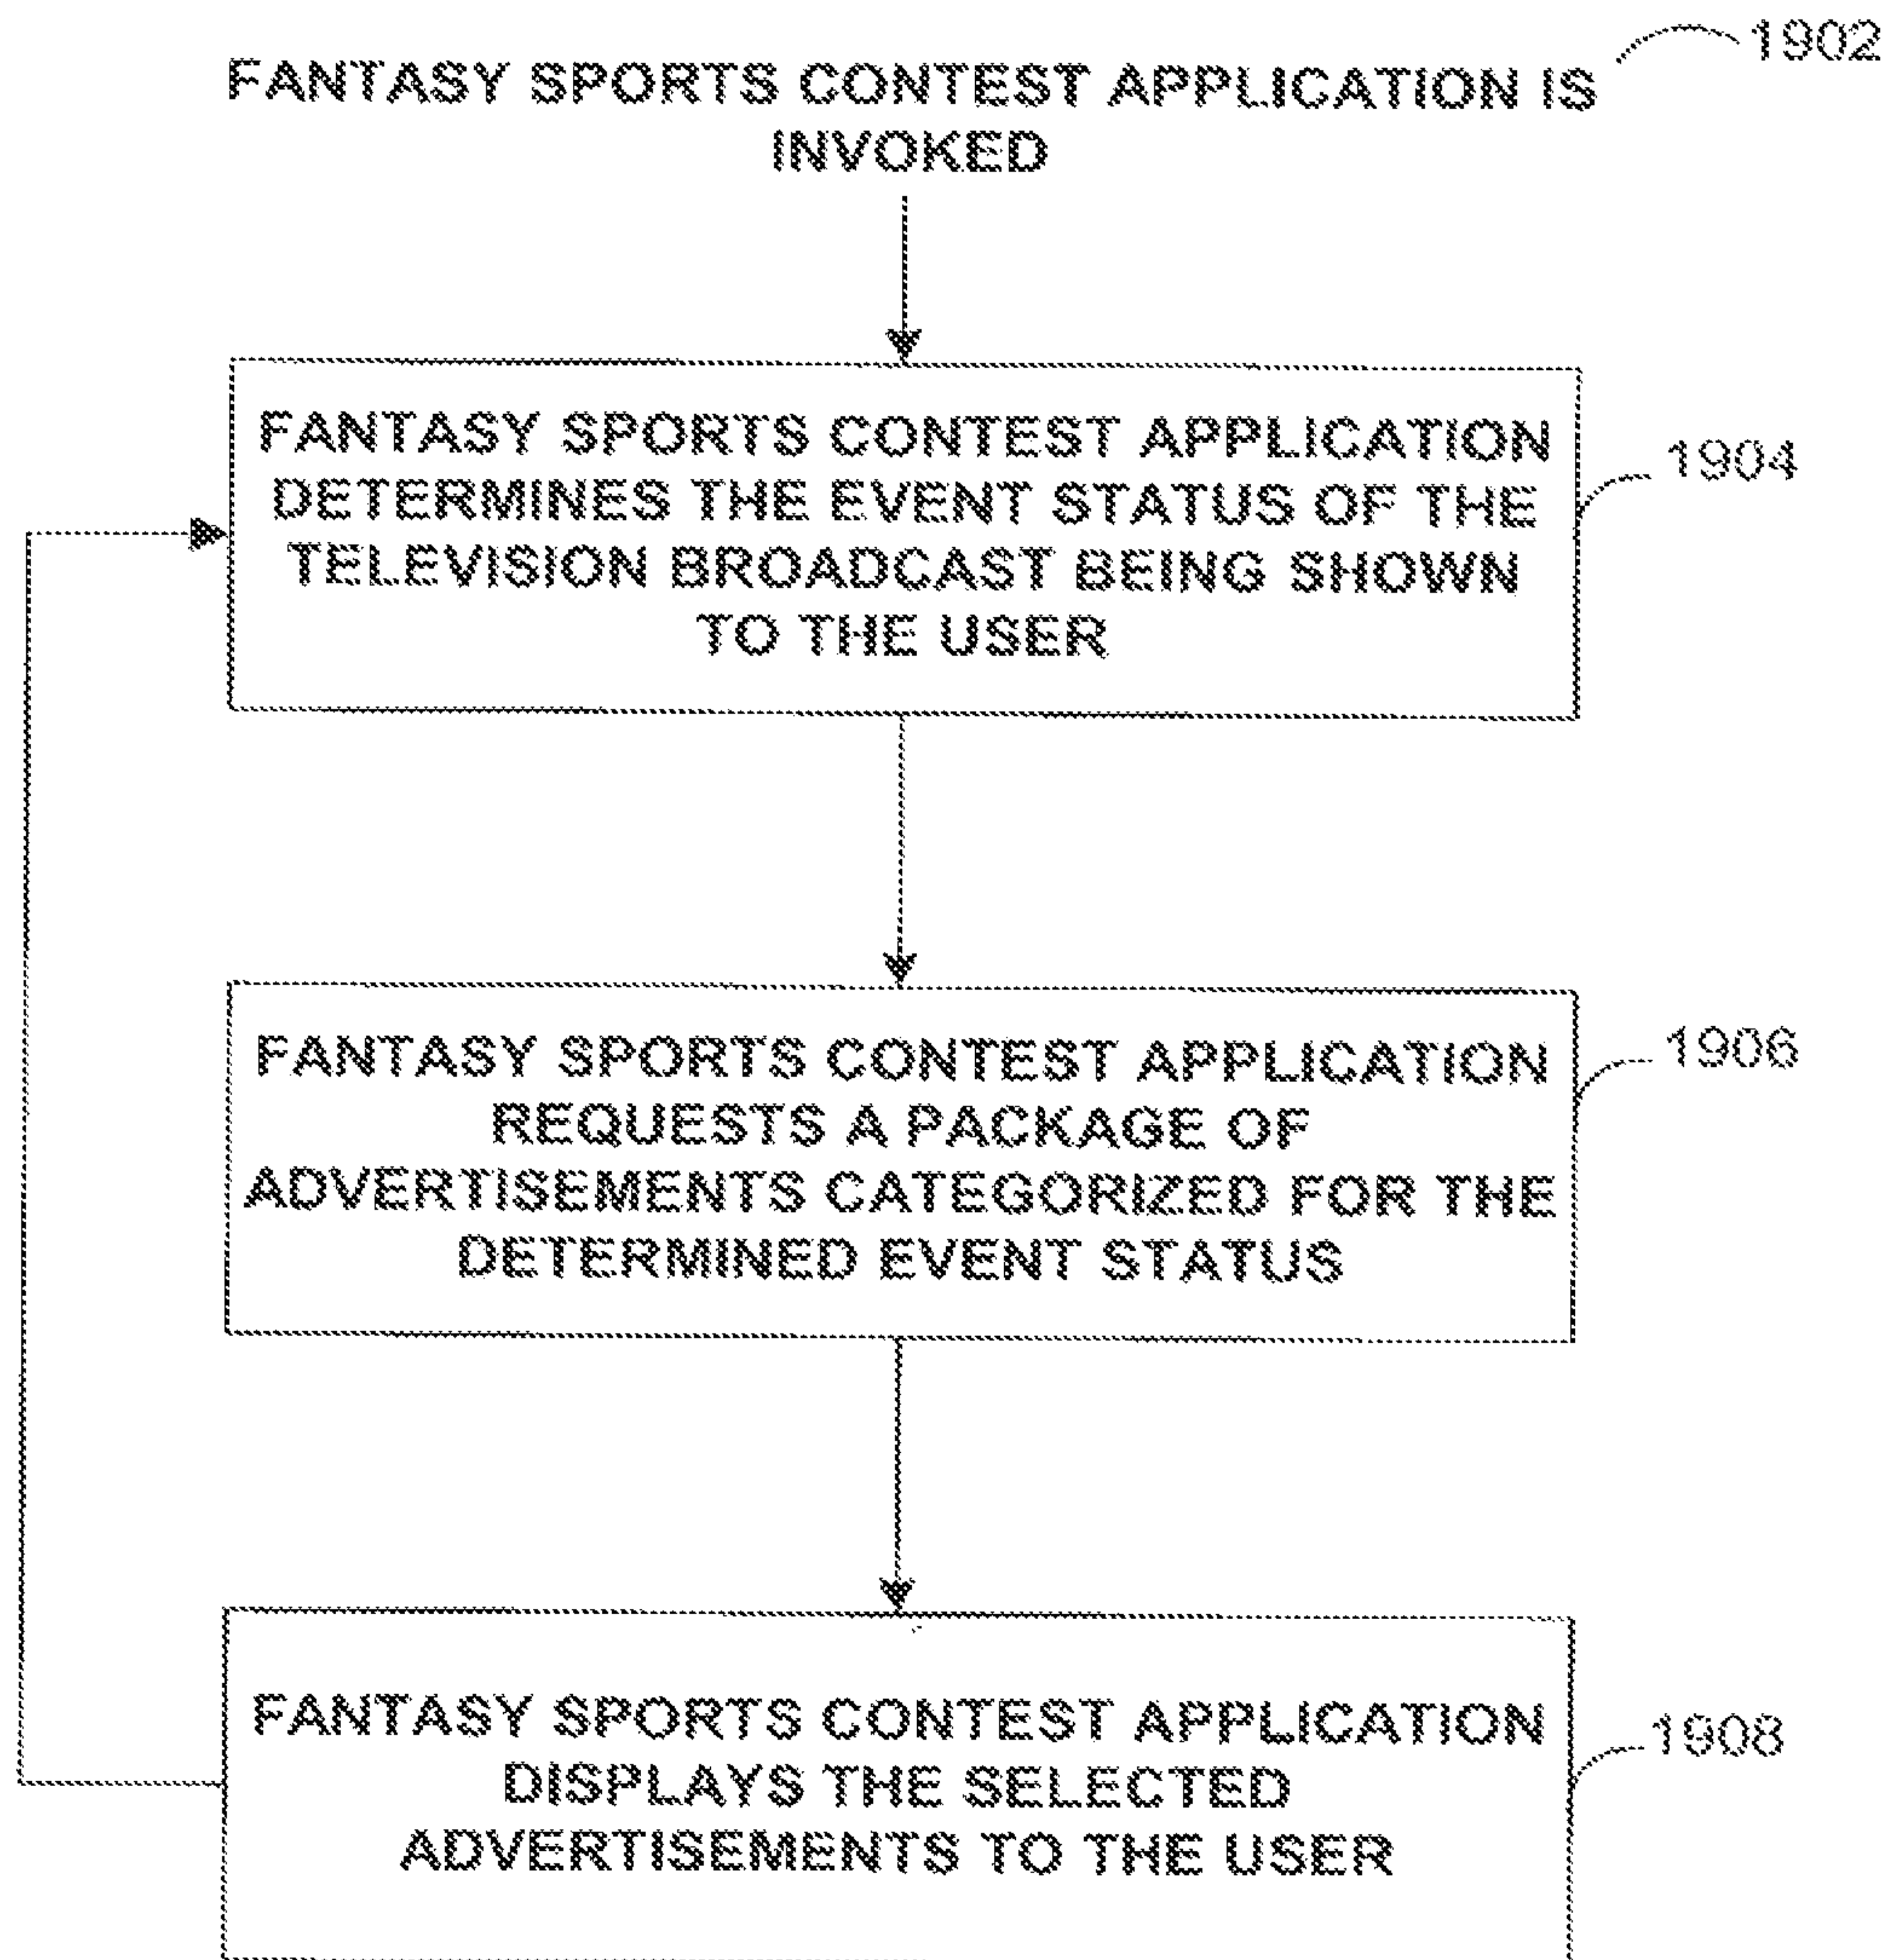 1902
FANTASY SPORTS CONTEST APPLICATION IS
INVOKED
FANTASY SPORTS CONTEST APPLICATION
DETERMINES THE EVENT STATUS OF THE
TELEVISION BROADCAST BEING SHOWN
TO THE USER
1904
FANTASY SPORTS CONTEST APPLICATION
REQUESTS A PACKAGE OF
ADVERTISEMENTS CATEGORIZED FOR THE
DETERMINED EVENT STATUS
1906
FANTASY SPORTS CONTEST APPLICATION
DISPLAYS THE SELECTED
ADVERTISEMENTS TO THE USER
1908